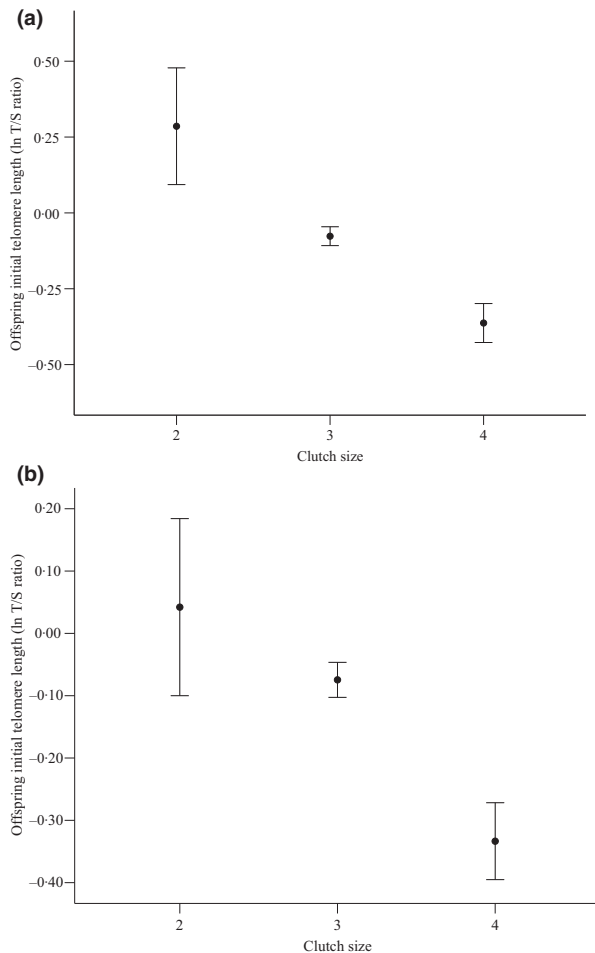 (a)
Offspring initial telomere length (ln T/S ratio)
0·50
0·25
0·00
–0·25
–0·50
2 3 4
Clutch size
(b)
Offspring initial telomere length (ln T/S ratio)
0·20
0·10
0·00
–0·10
–0·20
–0·30
–0·40
2 3 4
Clutch size